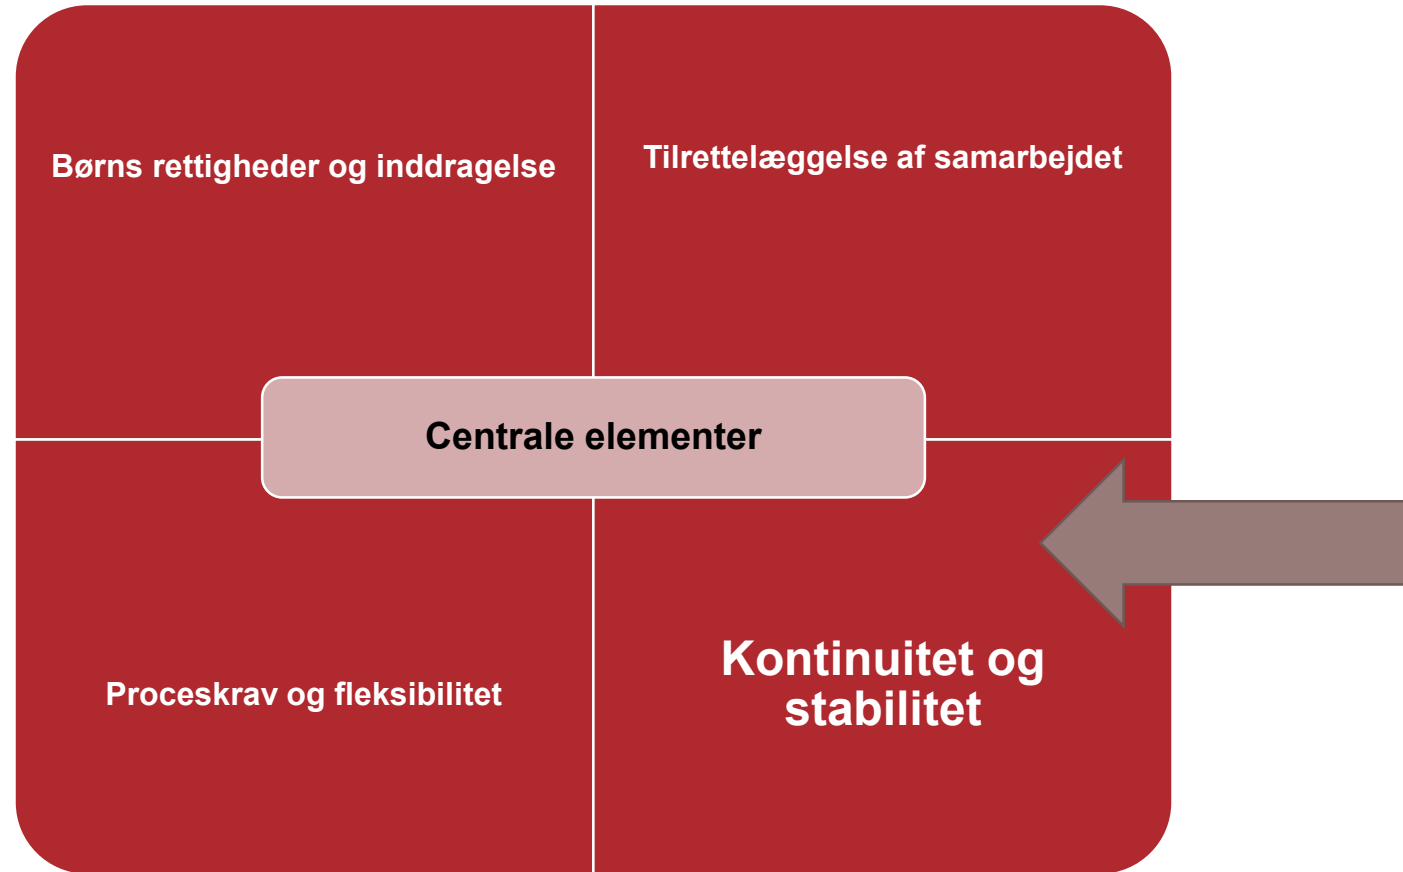 Børns rettigheder og inddragelse
Tilrettelæggelse af samarbejdet
Centrale elementer
Proceskrav og fleksibilitet
Kontinuitet og
stabilitet